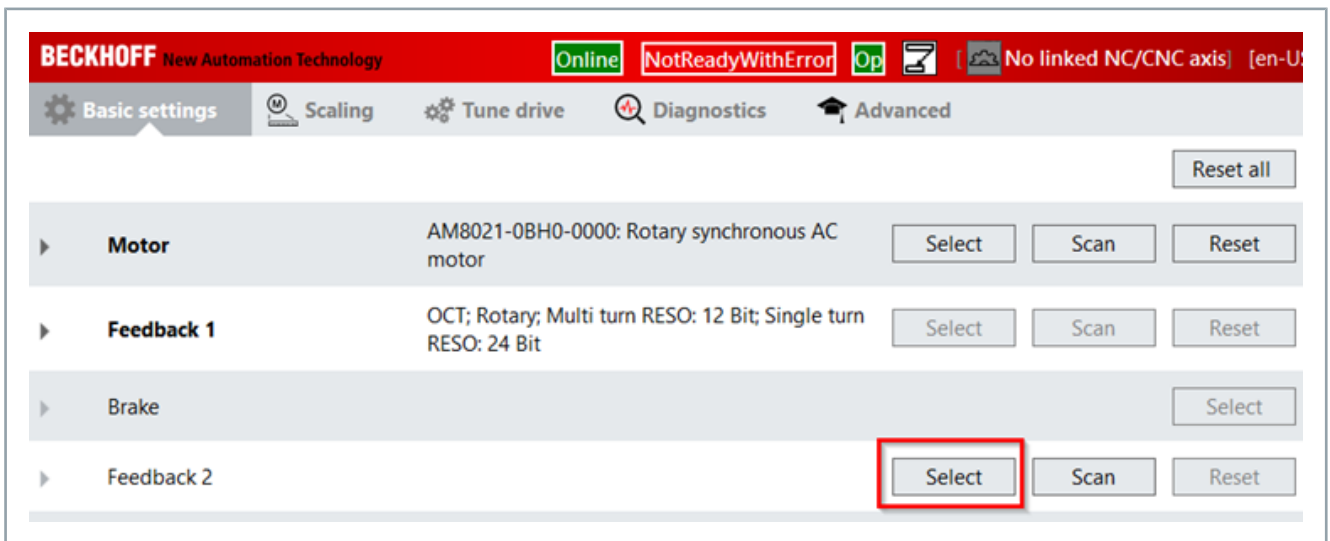 BECKHOFF New Automation Technology Online NotReadyWithError Op [ No linked NC/CNC axis] [en-U
Basic settings M Scaling Tune drive Diagnostics Advanced
Reset all
Motor AM8021-0BH0-0000: Rotary synchronous AC
motor Select Scan Reset
Feedback 1 OCT; Rotary; Multi turn RESO: 12 Bit; Single turn
RESO: 24 Bit Select Scan Reset
Brake Select
Feedback 2 Select Scan Reset